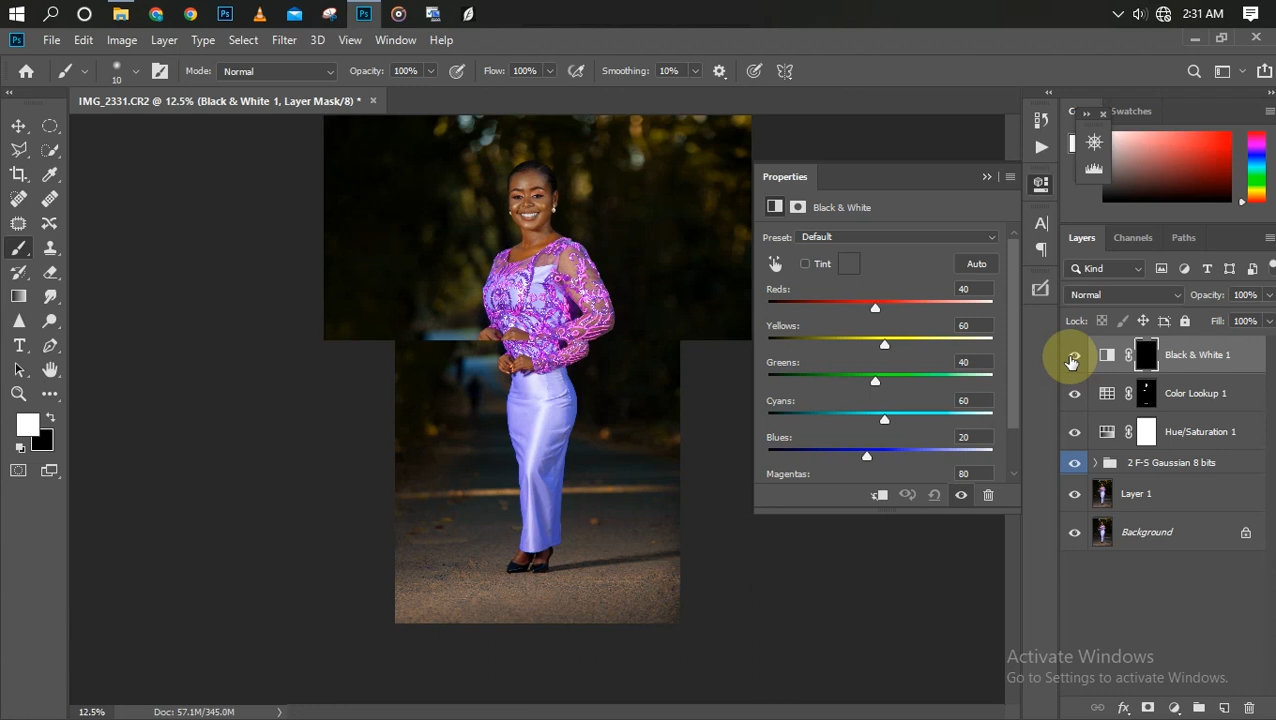 2:31 AM
File Edit Image Layer Type Select Filter 3D View Window Help
10 Mode: Normal Opacity: 100% Flow: 100% Smoothing: 10%
IMG_2331.CR2 @ 12.5% (Black & White 1, Layer Mask/8) * ×
Swatches
Properties
Black & White
Preset: Default
Tint Auto
Reds: 40
Yellows: 60
Greens: 40
Cyans: 60
Blues: 20
Magentas: 80
Layers Channels Paths
Kind
Normal Opacity: 100%
Lock: Fill: 100%
Black & White 1
Color Lookup 1
Hue/Saturation 1
2 F-S Gaussian 8 bits
Layer 1
Background
Activate Windows
Go to Settings to activate Windows.
12.5% Doc: 57.1M/345.0M